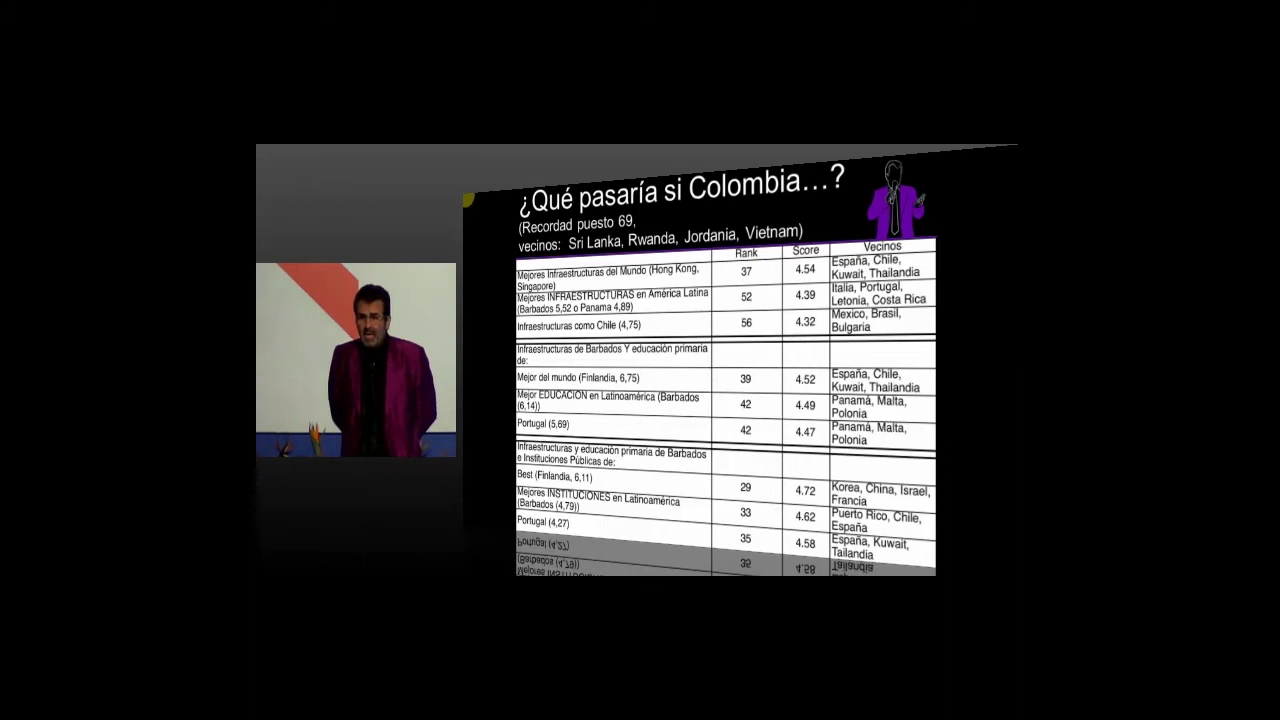 ¿Qué pasaría si Colombia…?
(Recordad puesto 69,
vecinos: Sri Lanka, Rwanda, Jordania, Vietnam)
Rank Score Vecinos
Mejores Infraestructuras del Mundo (Hong Kong, Singapore) 37 4.54 España, Chile, Kuwait, Thailandia
Mejores INFRAESTRUCTURAS en América Latina (Barbados 5,52 o Panama 4,89) 52 4.39 Italia, Portugal, Letonia, Costa Rica
Infraestructuras como Chile (4,75) 56 4.32 Mexico, Brasil, Bulgaria
Infraestructuras de Barbados Y educación primaria de:
Mejor del mundo (Finlandia, 6,75) 39 4.52 España, Chile, Kuwait, Thailandia
Mejor EDUCACION en Latinoamérica (Barbados (6,14)) 42 4.49 Panamá, Malta, Polonia
Portugal (5,69) 42 4.47 Panamá, Malta, Polonia
Infraestructuras y educación primaria de Barbados e Instituciones Públicas de:
Best (Finlandia, 6,11) 29 4.72 Korea, China, Israel, Francia
Mejores INSTITUCIONES en Latinoamérica (Barbados (4,79)) 33 4.62 Puerto Rico, Chile, España
Portugal (4,27) 35 4.58 España, Kuwait, Tailandia